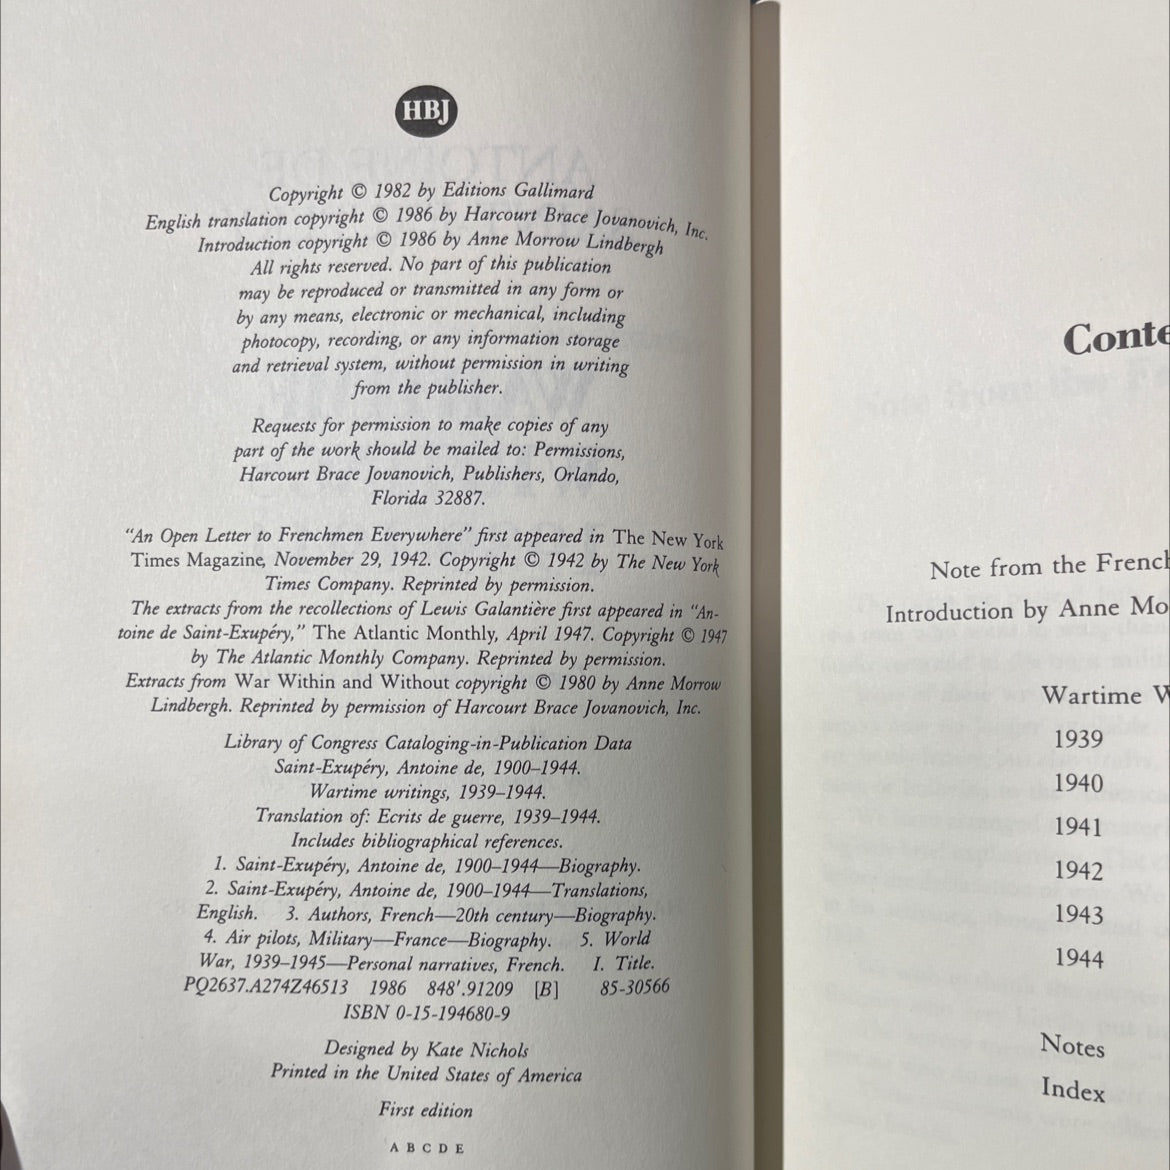 HBJ
Copyright © 1982 by Editions Gallimard
English translation copyright © 1986 by Harcourt Brace Jovanovich, Inc.
Introduction copyright © 1986 by Anne Morrow Lindbergh
All rights reserved. No part of this publication
may be reproduced or transmitted in any form or
by any means, electronic or mechanical, including
photocopy, recording, or any information storage
and retrieval system, without permission in writing
from the publisher.
Requests for permission to make copies of any
part of the work should be mailed to: Permissions,
Harcourt Brace Jovanovich, Publishers, Orlando,
Florida 32887.
“An Open Letter to Frenchmen Everywhere” first appeared in The New York
Times Magazine, November 29, 1942. Copyright © 1942 by The New York
Times Company. Reprinted by permission.
The extracts from the recollections of Lewis Galantière first appeared in “An-
toine de Saint-Exupéry,” The Atlantic Monthly, April 1947. Copyright © 1947
by The Atlantic Monthly Company. Reprinted by permission.
Extracts from War Within and Without copyright © 1980 by Anne Morrow
Lindbergh. Reprinted by permission of Harcourt Brace Jovanovich, Inc.
Library of Congress Cataloging-in-Publication Data
Saint-Exupéry, Antoine de, 1900–1944.
Wartime writings, 1939–1944.
Translation of: Ecrits de guerre, 1939–1944.
Includes bibliographical references.
1. Saint-Exupéry, Antoine de, 1900–1944—Biography.
2. Saint-Exupéry, Antoine de, 1900–1944—Translations,
English. 3. Authors, French—20th century—Biography.
4. Air pilots, Military—France—Biography. 5. World
War, 1939–1945—Personal narratives, French. I. Title.
PQ2637.A274Z46513 1986 848′.91209 [B] 85-30566
ISBN 0-15-194680-9
Designed by Kate Nichols
Printed in the United States of America
First edition
A B C D E
Conte
Note from the French
Introduction by Anne Mo
Wartime W
1939
1940
1941
1942
1943
1944
Notes
Index